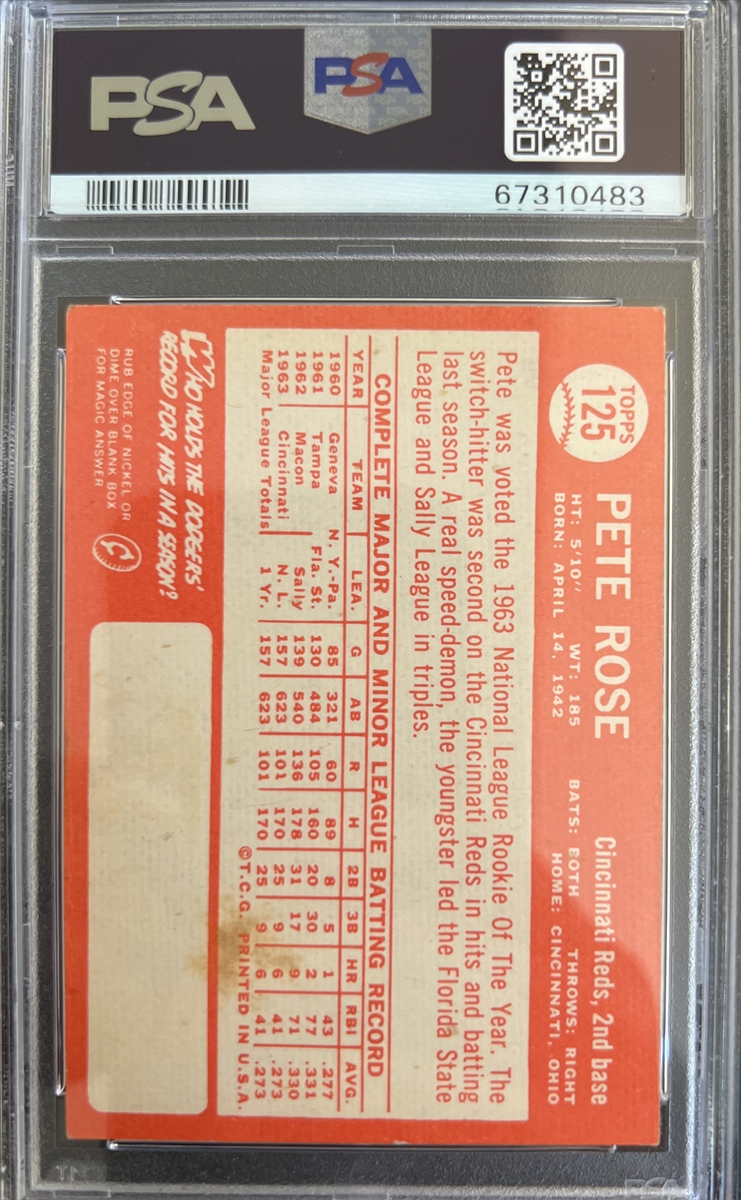 PSA
PSA
67310483
TOPPS
125
PETE ROSE
Cincinnati Reds, 2nd base
HT: 5'10" WT: 185 BATS: BOTH THROWS: RIGHT
BORN: APRIL 14, 1942 HOME: CINCINNATI, OHIO
Pete was voted the 1963 National League Rookie Of The Year. The
switch-hitter was second on the Cincinnati Reds in hits and batting
last season. A real speed-demon, the youngster led the Florida State
League and Sally League in triples.
COMPLETE MAJOR AND MINOR LEAGUE BATTING RECORD
YEAR TEAM LEA. G AB R H 2B 3B HR RBI AVG.
1960 Geneva N. Y.-Pa. 85 321 60 89 8 5 1 43 .277
1961 Tampa Fla. St. 130 484 105 160 20 30 2 77 .331
1962 Macon Sally 139 540 136 178 31 17 9 71 .330
1963 Cincinnati N. L. 157 623 101 170 25 9 6 41 .273
Major League Totals 1 Yr. 157 623 101 170 25 9 6 41 .273
©T.C.G. PRINTED IN U.S.A.
WHO HOLDS THE DODGERS'
RECORD FOR HITS IN A SEASON?
RUB EDGE OF NICKEL OR
DIME OVER BLANK BOX
FOR MAGIC ANSWER